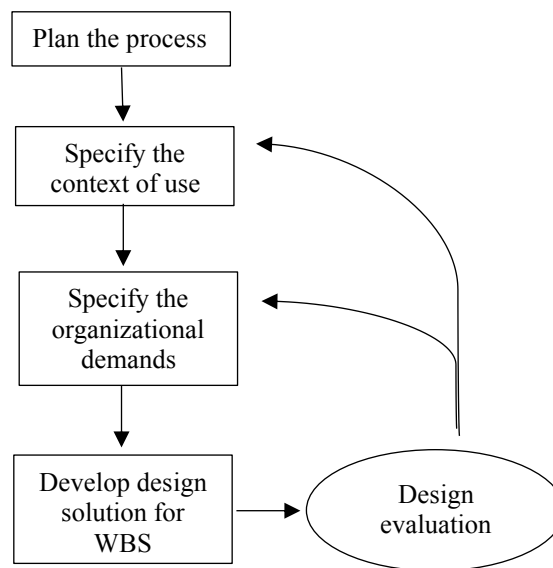 Plan the process
Specify the
context of use
Specify the
organizational
demands
Develop design
solution for
WBS
Design
evaluation